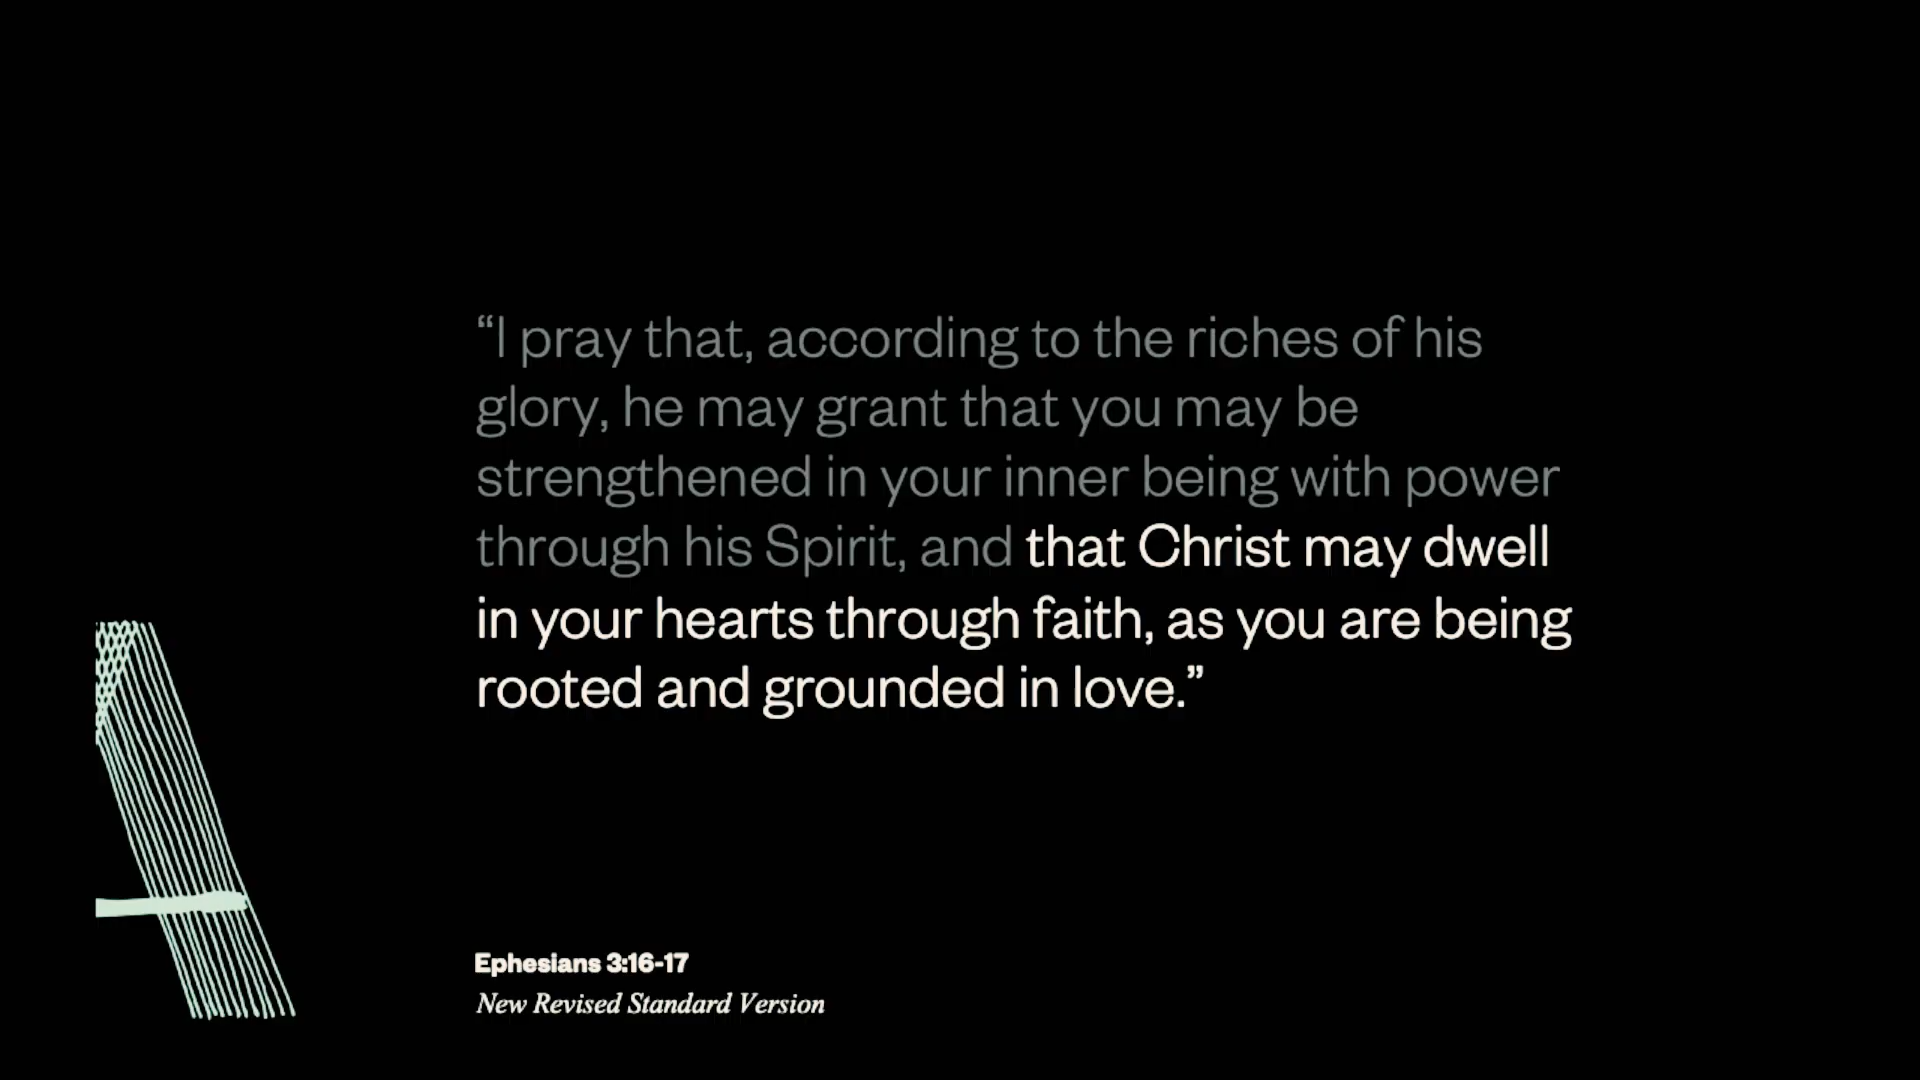 “I pray that, according to the riches of his
glory, he may grant that you may be
strengthened in your inner being with power
through his Spirit, and that Christ may dwell
in your hearts through faith, as you are being
rooted and grounded in love.”
Ephesians 3:16-17
New Revised Standard Version